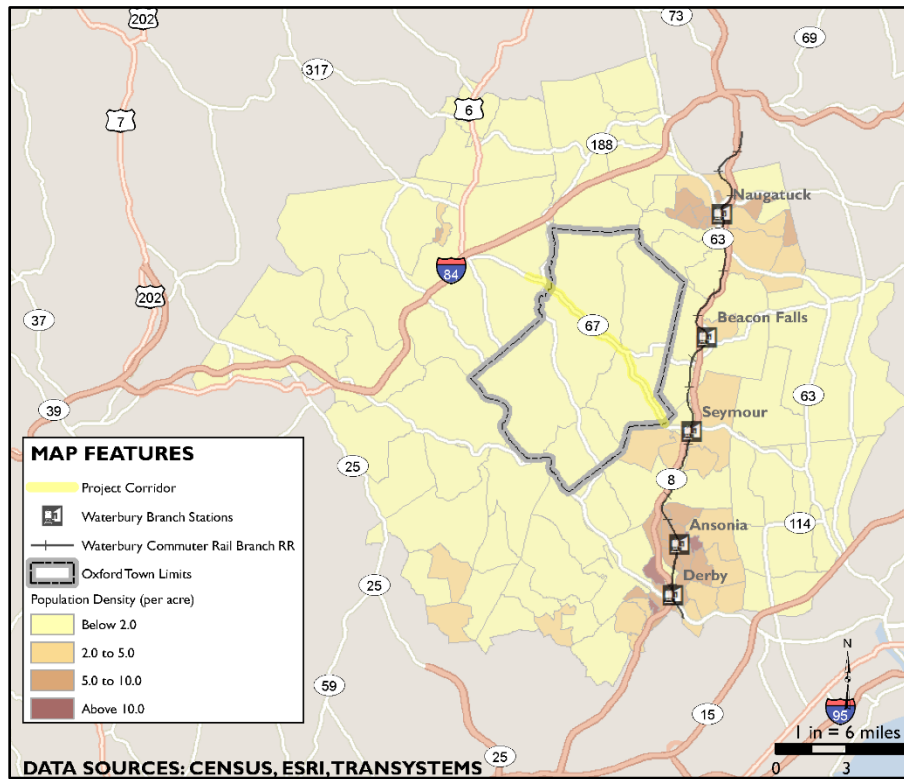 73
202
69
317
6
7
188
Naugatuck
63
84
202
67
37
Beacon Falls
63
39
Seymour
MAP FEATURES
25
Project Corridor
8
Waterbury Branch Stations
Ansonia
114
Waterbury Commuter Rail Branch RR
Oxford Town Limits
25
Derby
Population Density (per acre)
Below 2.0
2.0 to 5.0
N
5.0 to 10.0
59
Above 10.0
15
95
1 in = 6 miles
25
DATA SOURCES: CENSUS, ESRI, TRANSYSTEMS
0 3